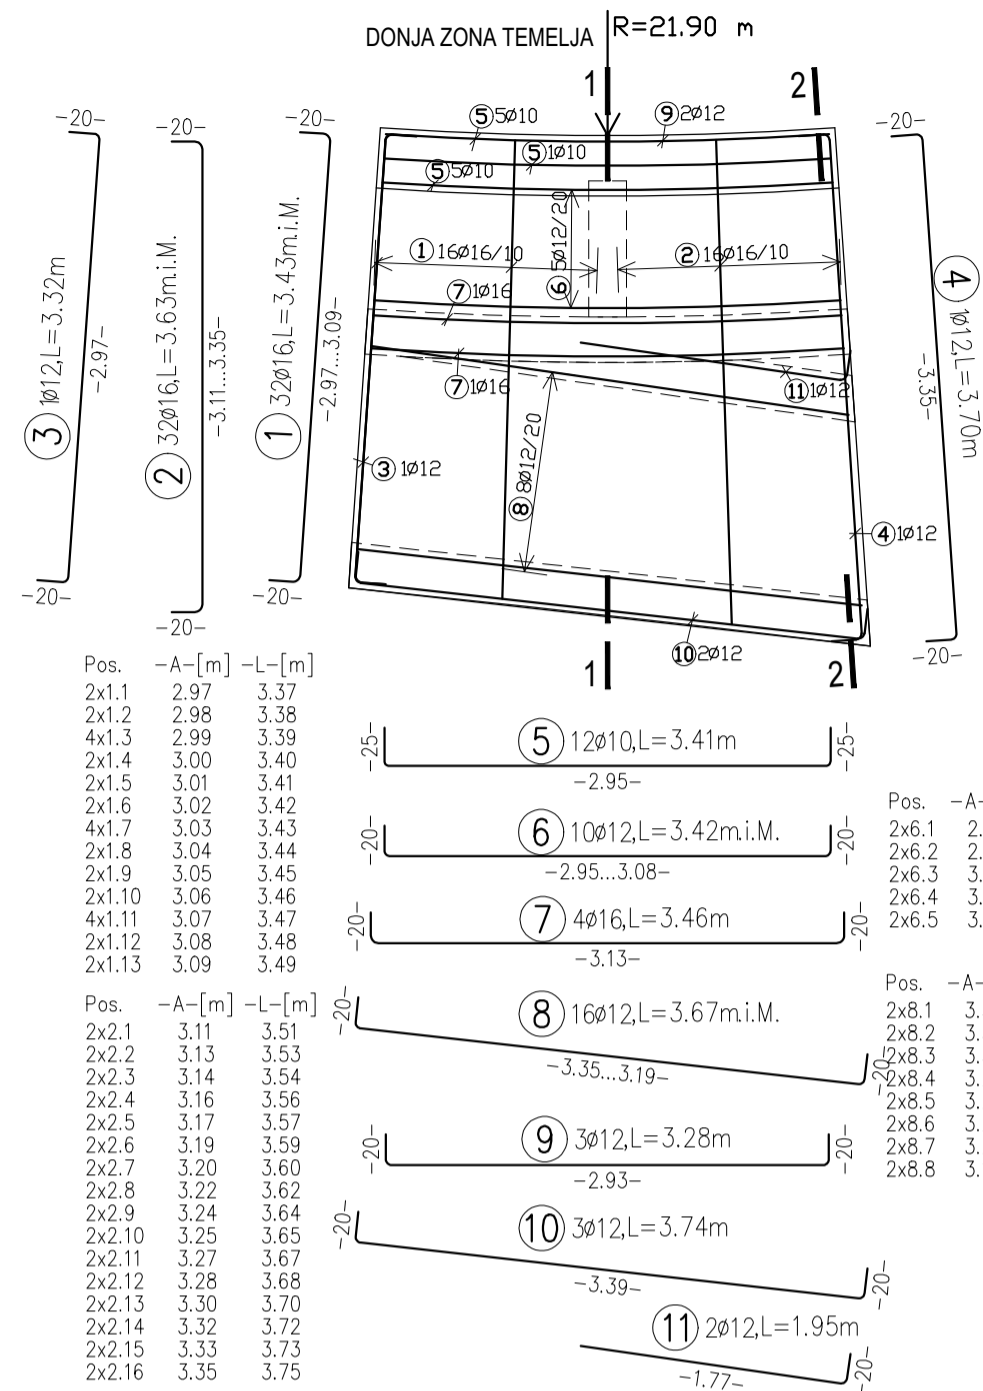 DONJA ZONA TEMELJA
R=21.90 m
1
2
-20-
-20-
-20-
-20-
5 5ø10
9 2ø12
5 1ø10
5 5ø10
1 16ø16/10
6 5ø12/20
2 16ø16/10
7 1ø16
7 1ø16
11 1ø12
3 1ø12
8 8ø12/20
4 1ø12
10 2ø12
1
2
3 1ø12,L=3.32m
-2.97-
2 32ø16,L=3.63m.i.M.
-3.11...3.35-
1 32ø16,L=3.43m.i.M.
-2.97...3.09-
4 1ø12,L=3.70m
-3.35-
-20-
-20-
-20-
-20-
Pos. -A-[m] -L-[m]
2x1.1 2.97 3.37
2x1.2 2.98 3.38
4x1.3 2.99 3.39
2x1.4 3.00 3.40
2x1.5 3.01 3.41
2x1.6 3.02 3.42
4x1.7 3.03 3.43
2x1.8 3.04 3.44
2x1.9 3.05 3.45
2x1.10 3.06 3.46
4x1.11 3.07 3.47
2x1.12 3.08 3.48
2x1.13 3.09 3.49
Pos. -A-[m] -L-[m]
2x2.1 3.11 3.51
2x2.2 3.13 3.53
2x2.3 3.14 3.54
2x2.4 3.16 3.56
2x2.5 3.17 3.57
2x2.6 3.19 3.59
2x2.7 3.20 3.60
2x2.8 3.22 3.62
2x2.9 3.24 3.64
2x2.10 3.25 3.65
2x2.11 3.27 3.67
2x2.12 3.28 3.68
2x2.13 3.30 3.70
2x2.14 3.32 3.72
2x2.15 3.33 3.73
2x2.16 3.35 3.75
-25- 5 12ø10,L=3.41m -25-
-2.95-
-20- 6 10ø12,L=3.42m.i.M. -20-
-2.95...3.08-
-20- 7 4ø16,L=3.46m -20-
-3.13-
-20- 8 16ø12,L=3.67m.i.M.
-3.35...3.19- -20-
-20- 9 3ø12,L=3.28m -20-
-2.93-
-20- 10 3ø12,L=3.74m
-3.39- -20-
11 2ø12,L=1.95m
-1.77- -20-
Pos. -A-
2x6.1 2.
2x6.2 2.
2x6.3 3.
2x6.4 3.
2x6.5 3.
Pos. -A-
2x8.1 3.
2x8.2 3.
2x8.3 3.
2x8.4 3.
2x8.5 3.
2x8.6 3.
2x8.7 3.
2x8.8 3.